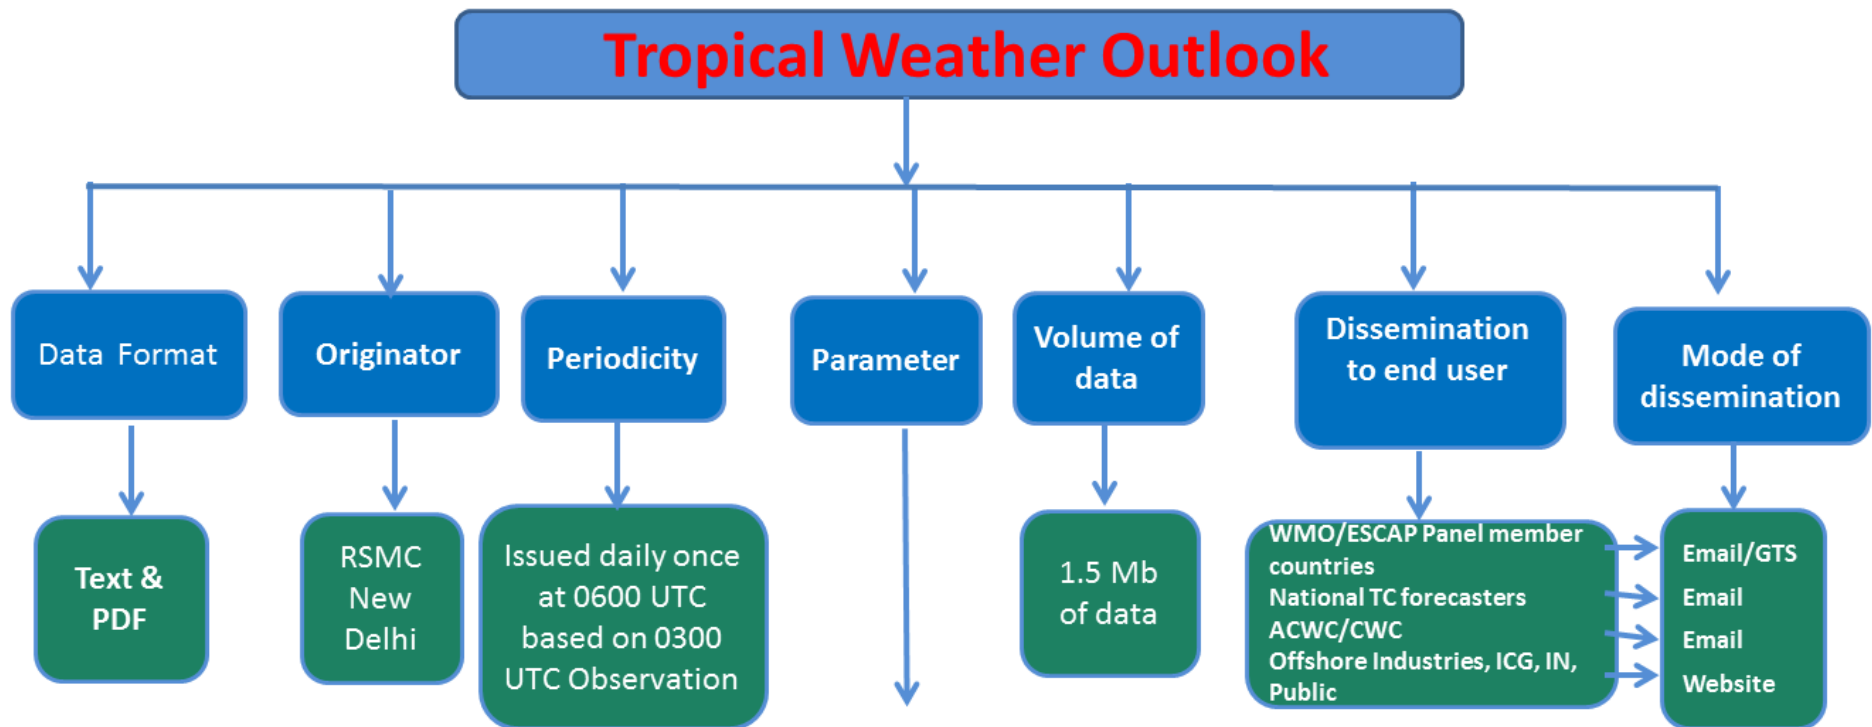 Tropical Weather Outlook
Data Format
Originator
Periodicity
Parameter
Volume of
data
Dissemination
to end user
Mode of
dissemination
Text &
PDF
RSMC
New
Delhi
Issued daily once
at 0600 UTC
based on 0300
UTC Observation
1.5 Mb
of data
WMO/ESCAP Panel member
countries
National TC forecasters
ACWC/CWC
Offshore Industries, ICG, IN,
Public
Email/GTS
Email
Email
Website